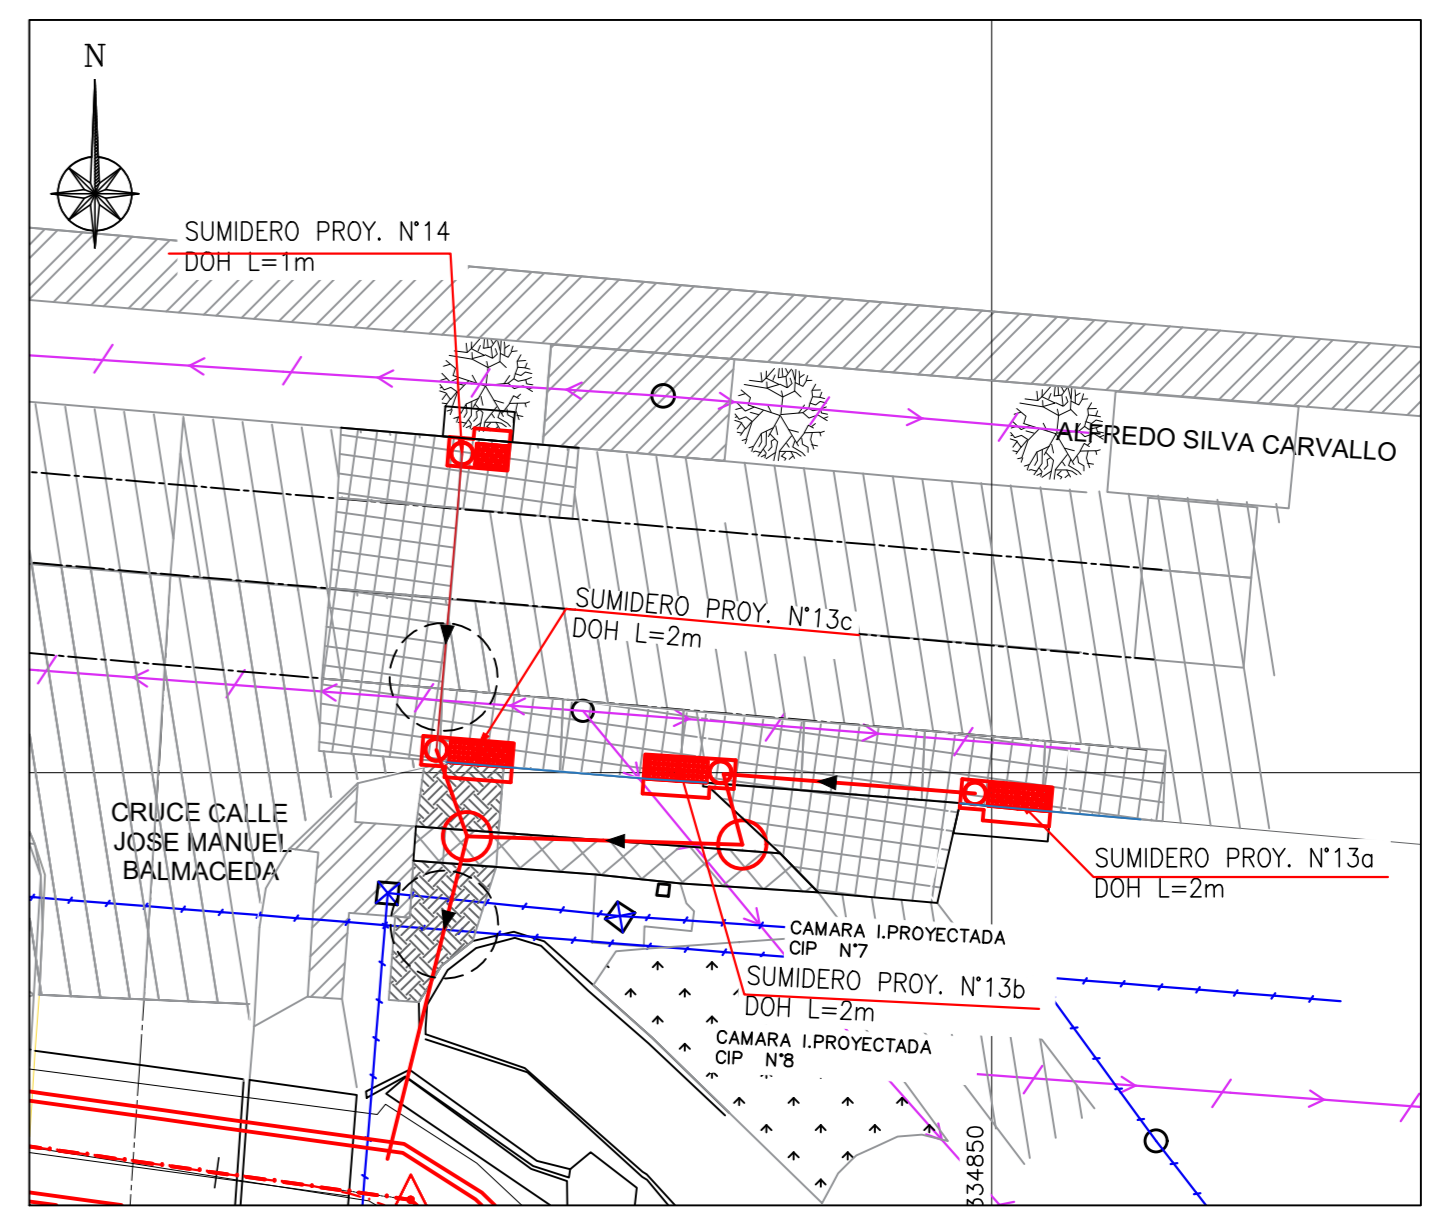 N
SUMIDERO PROY. N°14
DOH L=1m
ALFREDO SILVA CARVALLO
SUMIDERO PROY. N°13c
DOH L=2m
CRUCE CALLE
JOSE MANUEL
BALMACEDA
SUMIDERO PROY. N°13a
DOH L=2m
CAMARA I.PROYECTADA
CIP N°7
SUMIDERO PROY. N°13b
DOH L=2m
CAMARA I.PROYECTADA
CIP N°8
334850